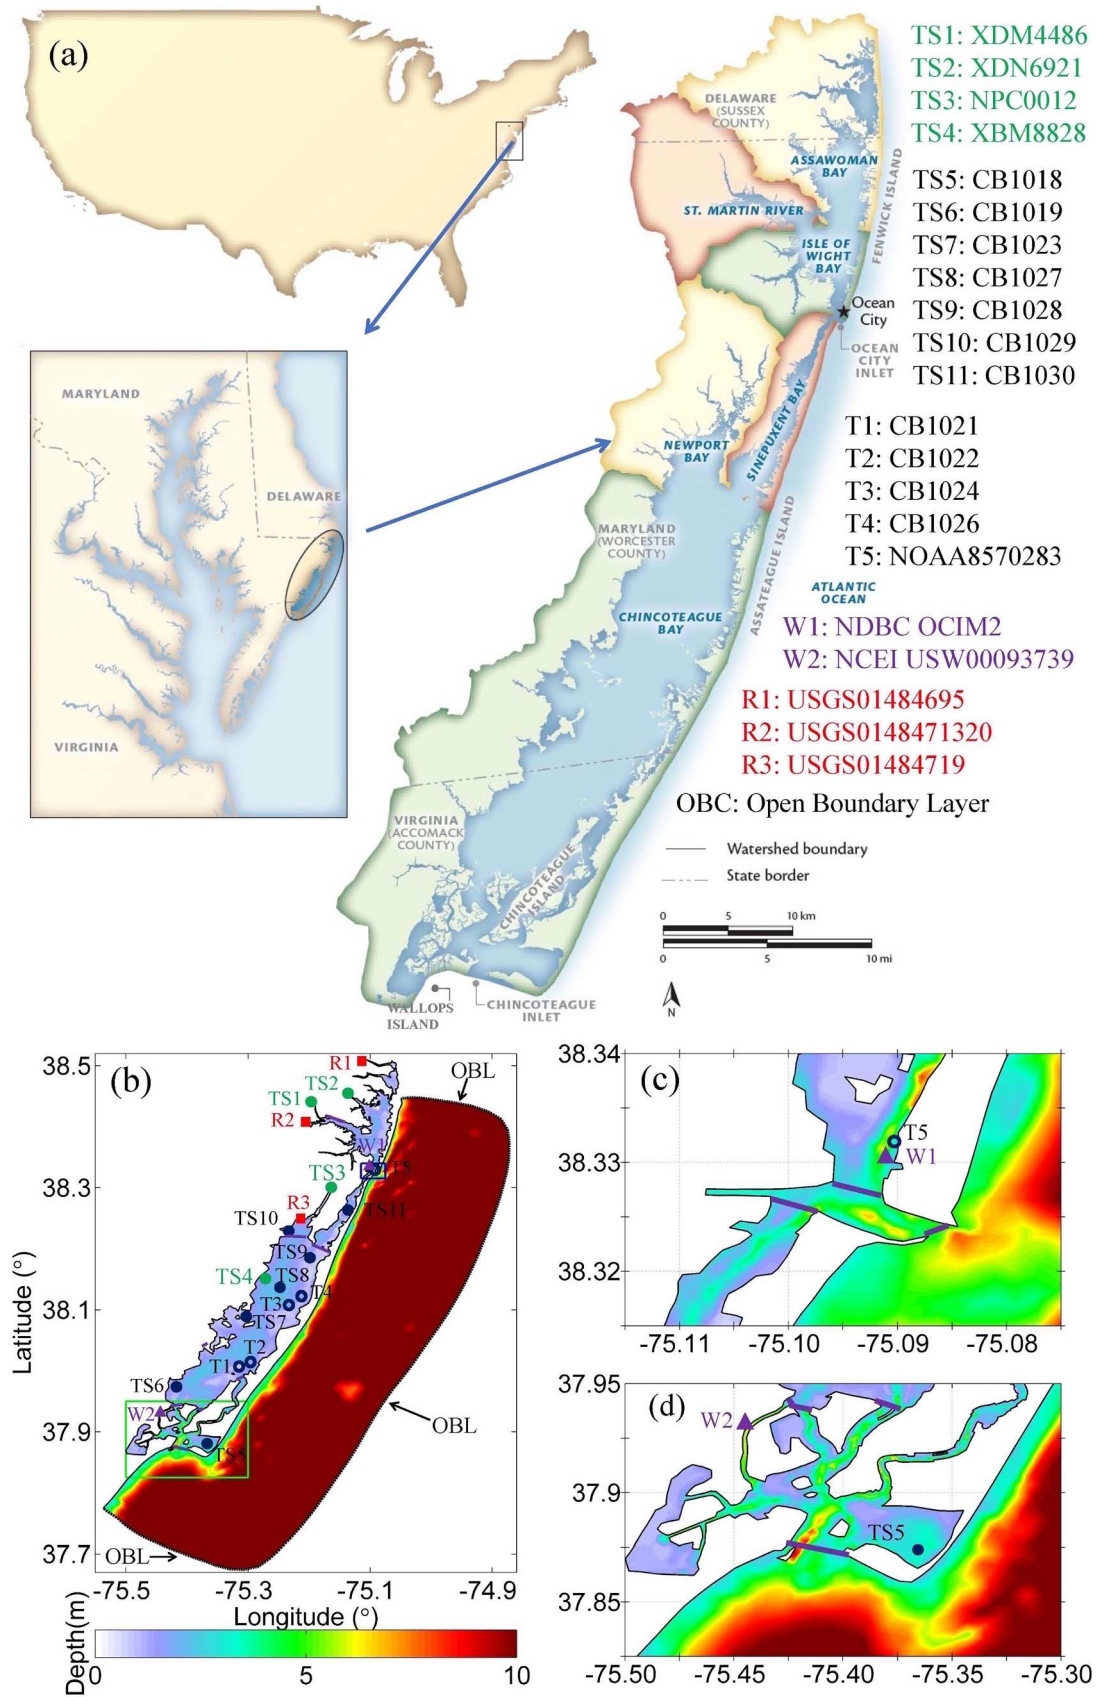 (a)
TS1: XDM4486
TS2: XDN6921
TS3: NPC0012
TS4: XBM8828
TS5: CB1018
TS6: CB1019
TS7: CB1023
TS8: CB1027
TS9: CB1028
TS10: CB1029
TS11: CB1030
T1: CB1021
T2: CB1022
T3: CB1024
T4: CB1026
T5: NOAA8570283
W1: NDBC OCIM2
W2: NCEI USW00093739
R1: USGS01484695
R2: USGS0148471320
R3: USGS01484719
OBC: Open Boundary Layer
DELAWARE
(SUSSEX
COUNTY)
ASSAWOMAN
BAY
FENWICK ISLAND
ST. MARTIN RIVER
ISLE OF
WIGHT
BAY
Ocean
City
OCEAN
CITY
INLET
NEWPORT
BAY
SINEPUXENT BAY
MARYLAND
(WORCESTER
COUNTY)
ASSATEAGUE ISLAND
ATLANTIC
OCEAN
CHINCOTEAGUE
BAY
VIRGINIA
(ACCOMACK
COUNTY)
CHINCOTEAGUE
ISLAND
WALLOPS
ISLAND
CHINCOTEAGUE
INLET
Watershed boundary
State border
0 5 10 km
0 5 10 mi
N
MARYLAND
DELAWARE
VIRGINIA
(b)
38.5
38.3
38.1
37.9
37.7
Latitude (°)
-75.5 -75.3 -75.1 -74.9
Longitude (°)
OBL
R1
TS2
TS1
R2
W1
T5
TS3
TS11
R3
TS10
TS9
TS4
TS8
T4
T3
TS7
T2
T1
TS6
W2
TS5
OBL
OBL
Depth(m)
0 5 10
(c)
38.34
38.33
38.32
-75.11 -75.10 -75.09 -75.08
T5
W1
(d)
37.95
37.9
37.85
-75.50 -75.45 -75.40 -75.35 -75.30
W2
TS5